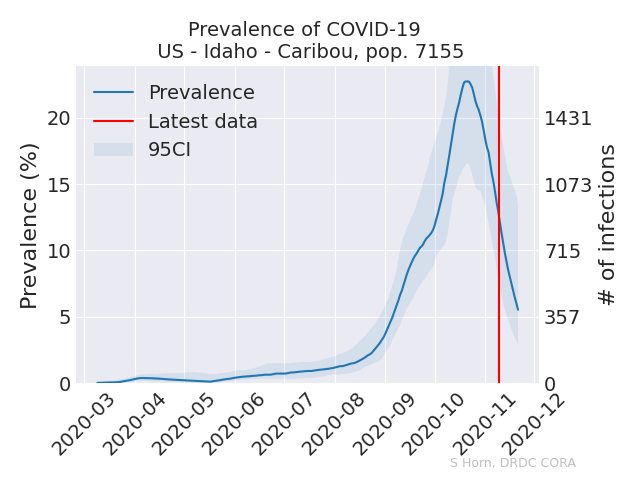 Prevalence of COVID-19
US - Idaho - Caribou, pop. 7155
Prevalence
Latest data
95CI
Prevalence (%)
20
15
10
5
0
1431
1073
715
357
0
# of infections
2020-03
2020-04
2020-05
2020-06
2020-07
2020-08
2020-09
2020-10
2020-11
2020-12
S Horn, DRDC CORA